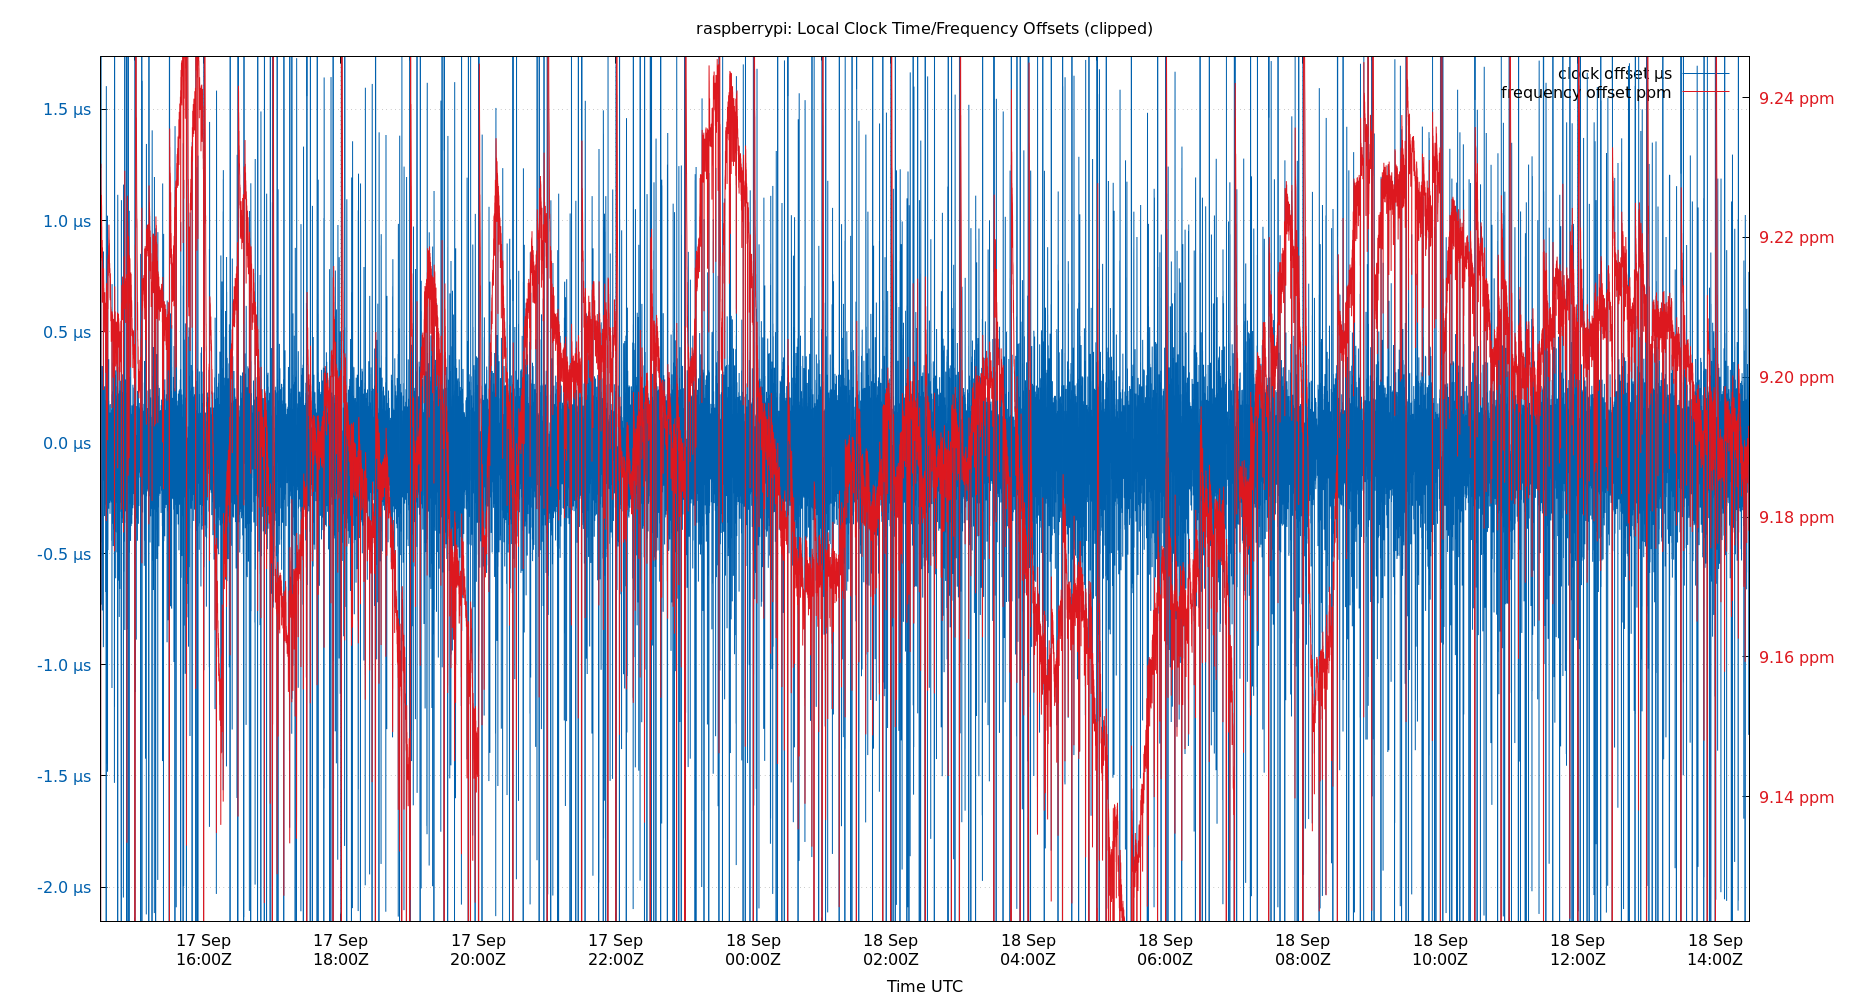 raspberrypi: Local Clock Time/Frequency Offsets (clipped)
clock offset µs
frequency offset ppm
1.5 µs
1.0 µs
0.5 µs
0.0 µs
-0.5 µs
-1.0 µs
-1.5 µs
-2.0 µs
9.24 ppm
9.22 ppm
9.20 ppm
9.18 ppm
9.16 ppm
9.14 ppm
17 Sep 17 Sep 17 Sep 17 Sep 18 Sep 18 Sep 18 Sep 18 Sep 18 Sep 18 Sep 18 Sep 18 Sep
16:00Z 18:00Z 20:00Z 22:00Z 00:00Z 02:00Z 04:00Z 06:00Z 08:00Z 10:00Z 12:00Z 14:00Z
Time UTC